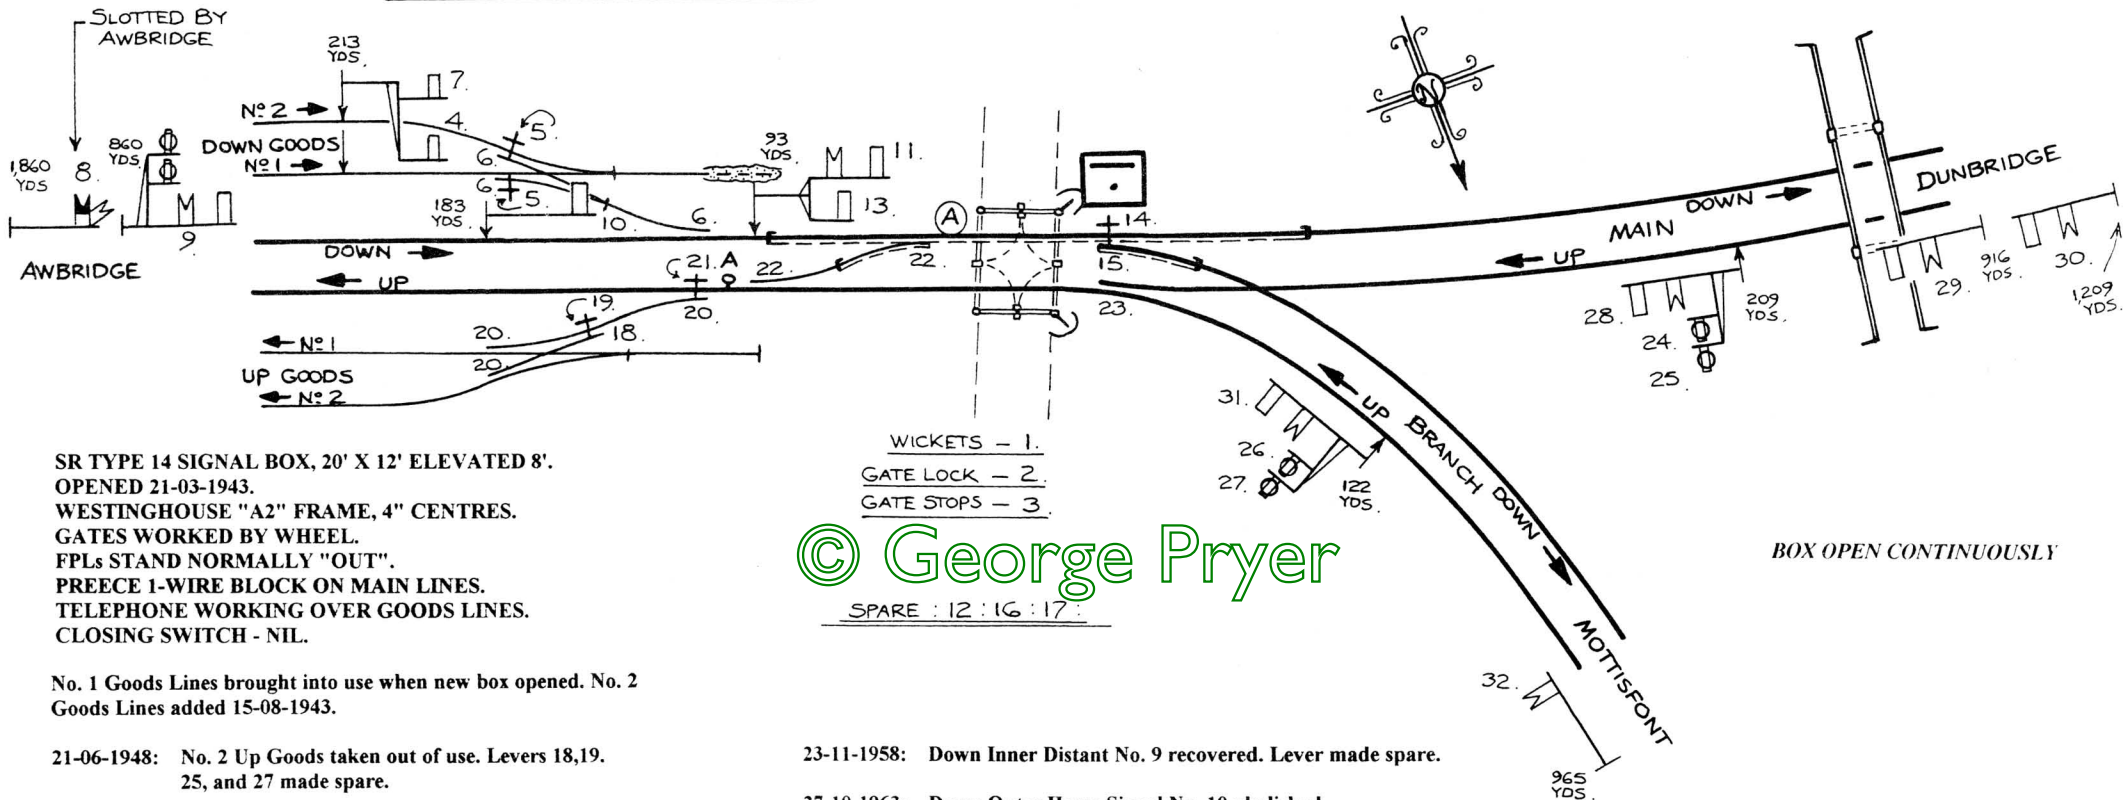 SLOTTED BY
AWBRIDGE
213
YDS.
7.
Nº 2
4.
5.
DOWN GOODS
Nº 1
6.
6.
5.
10.
6.
93
YDS.
M
11.
13.
1,860
YDS
8.
M
860
YDS.
M
9.
183
YDS.
AWBRIDGE
DOWN
UP
A
21. A
22.
22.
14.
15.
23.
19.
20.
18.
20.
20.
Nº 1
UP GOODS
Nº 2
N
MAIN
DOWN
UP
DUNBRIDGE
28.
24.
25.
209
YDS.
29.
916
YDS.
30.
1,209
YDS.
31.
26.
27.
122
YDS.
UP BRANCH DOWN
MOTTISFONT
32.
965
YDS.
WICKETS – 1.
GATE LOCK – 2.
GATE STOPS – 3.
© George Pryer
SPARE : 12 : 16 : 17 :
BOX OPEN CONTINUOUSLY
SR TYPE 14 SIGNAL BOX, 20' X 12' ELEVATED 8'.
OPENED 21-03-1943.
WESTINGHOUSE "A2" FRAME, 4" CENTRES.
GATES WORKED BY WHEEL.
FPLs STAND NORMALLY "OUT".
PREECE 1-WIRE BLOCK ON MAIN LINES.
TELEPHONE WORKING OVER GOODS LINES.
CLOSING SWITCH - NIL.
No. 1 Goods Lines brought into use when new box opened. No. 2
Goods Lines added 15-08-1943.
21-06-1948: No. 2 Up Goods taken out of use. Levers 18,19.
25, and 27 made spare.
23-11-1958: Down Inner Distant No. 9 recovered. Lever made spare.